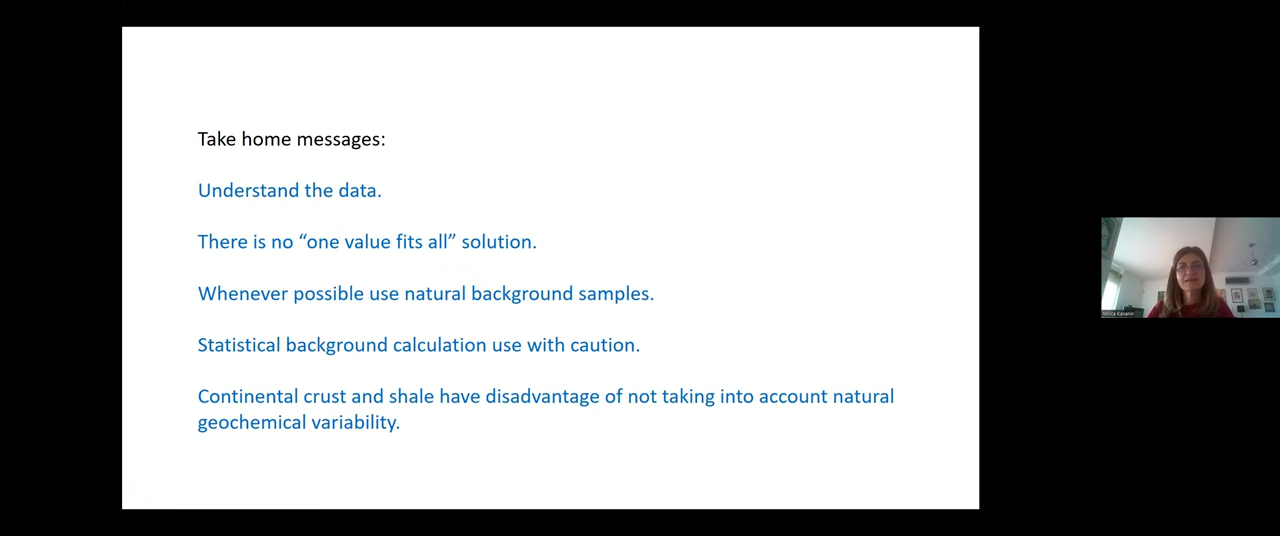 Take home messages:
Understand the data.
There is no “one value fits all” solution.
Whenever possible use natural background samples.
Statistical background calculation use with caution.
Continental crust and shale have disadvantage of not taking into account natural
geochemical variability.